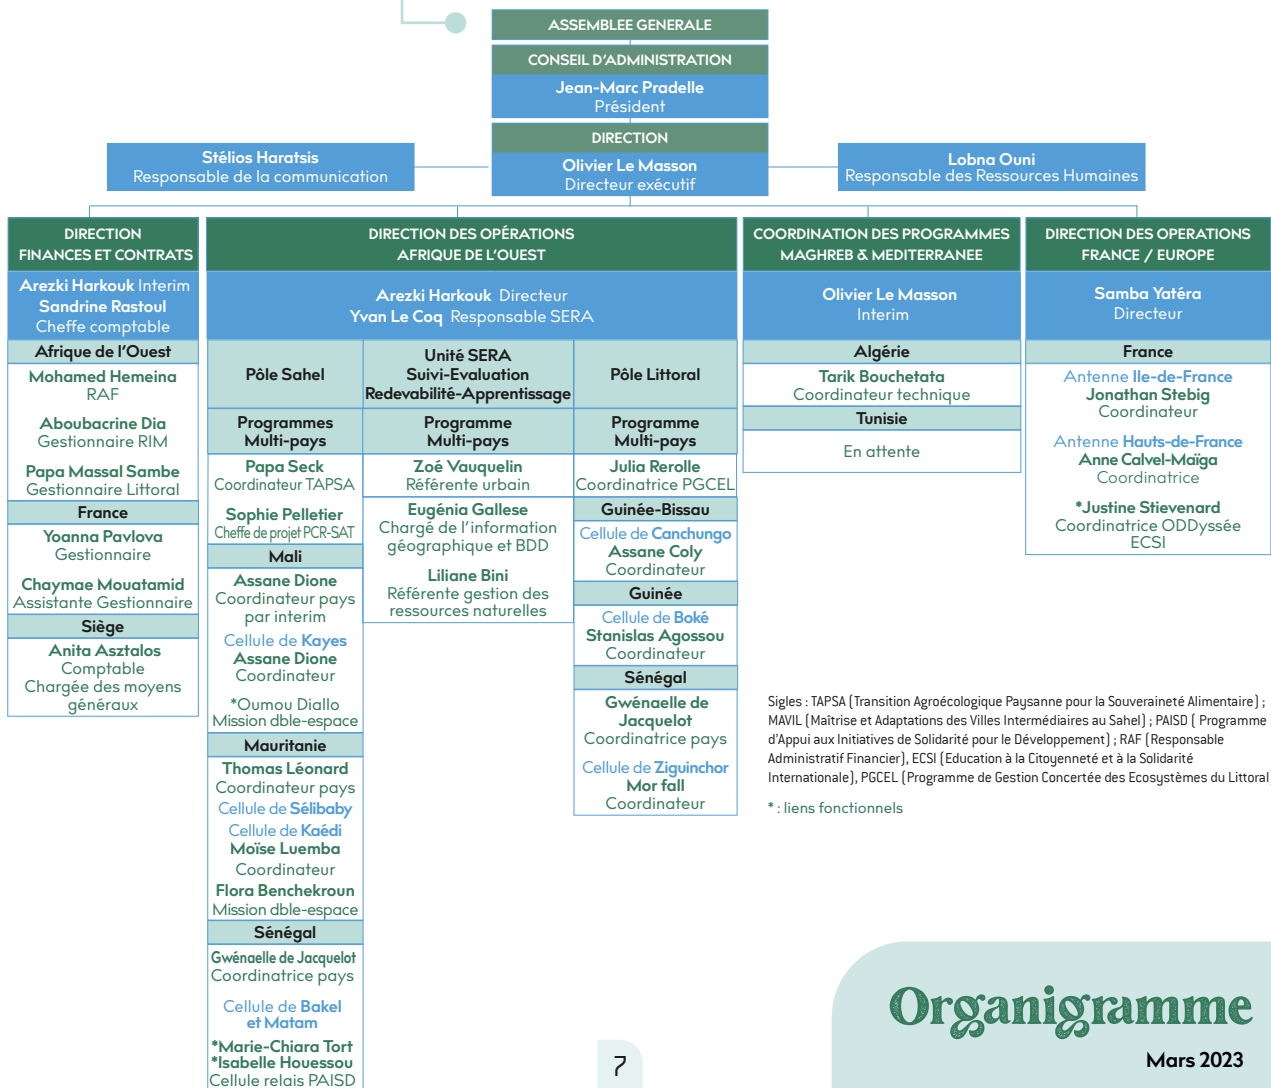 ASSEMBLEE GENERALE
CONSEIL D'ADMINISTRATION
Jean-Marc Pradelle
Président
DIRECTION
Olivier Le Masson
Directeur exécutif
Stélios Haratsis
Responsable de la communication
Lobna Ouni
Responsable des Ressources Humaines
DIRECTION
FINANCES ET CONTRATS
Arezki Harkouk Interim
Sandrine Rastoul
Cheffe comptable
Afrique de l'Ouest
Mohamed Hemeina
RAF
Aboubacrine Dia
Gestionnaire RIM
Papa Massal Sambe
Gestionnaire Littoral
France
Yoanna Pavlova
Gestionnaire
Chaymae Mouatamid
Assistante Gestionnaire
Siège
Anita Asztalos
Comptable
Chargée des moyens
généraux
DIRECTION DES OPÉRATIONS
AFRIQUE DE L'OUEST
Arezki Harkouk Directeur
Yvan Le Coq Responsable SERA
Pôle Sahel
Programmes
Multi-pays
Papa Seck
Coordinateur TAPSA
Sophie Pelletier
Cheffe de projet PCR-SAT
Mali
Assane Dione
Coordinateur pays
par interim
Cellule de Kayes
Assane Dione
Coordinateur
*Oumou Diallo
Mission dble-espace
Mauritanie
Thomas Léonard
Coordinateur pays
Cellule de Sélibaby
Cellule de Kaédi
Moïse Luemba
Coordinateur
Flora Benchekroun
Mission dble-espace
Sénégal
Gwénaelle de Jacquelot
Coordinatrice pays
Cellule de Bakel
et Matam
*Marie-Chiara Tort
*Isabelle Houessou
Cellule relais PAISD
Unité SERA
Suivi-Evaluation
Redevabilité-Apprentissage
Programme
Multi-pays
Zoé Vauquelin
Référente urbain
Eugénia Gallese
Chargé de l'information
géographique et BDD
Liliane Bini
Référente gestion des
ressources naturelles
Pôle Littoral
Programme
Multi-pays
Julia Rerolle
Coordinatrice PGCEL
Guinée-Bissau
Cellule de Canchungo
Assane Coly
Coordinateur
Guinée
Cellule de Boké
Stanislas Agossou
Coordinateur
Sénégal
Gwénaelle de
Jacquelot
Coordinatrice pays
Cellule de Ziguinchor
Mor fall
Coordinateur
COORDINATION DES PROGRAMMES
MAGHREB & MEDITERRANEE
Olivier Le Masson
Interim
Algérie
Tarik Bouchetata
Coordinateur technique
Tunisie
En attente
DIRECTION DES OPERATIONS
FRANCE / EUROPE
Samba Yatéra
Directeur
France
Antenne Ile-de-France
Jonathan Stebig
Coordinateur
Antenne Hauts-de-France
Anne Calvel-Maïga
Coordinatrice
*Justine Stievenard
Coordinatrice ODDyssée
ECSI
Sigles : TAPSA (Transition Agroécologique Paysanne pour la Souveraineté Alimentaire) ;
MAVIL (Maîtrise et Adaptations des Villes Intermédiaires au Sahel) ; PAISD ( Programme
d'Appui aux Initiatives de Solidarité pour le Développement) ; RAF (Responsable
Administratif Financier), ECSI (Education à la Citoyenneté et à la Solidarité
Internationale), PGCEL (Programme de Gestion Concertée des Ecosystèmes du Littoral
* : liens fonctionnels
Organigramme
Mars 2023
7